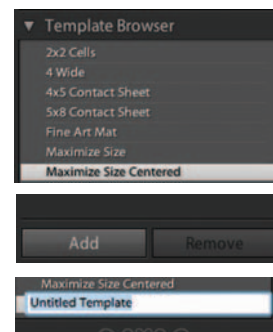 Template Browser
2x2 Cells
4 Wide
4x5 Contact Sheet
5x8 Contact Sheet
Fine Art Mat
Maximize Size
Maximize Size Centered
Add Remove
Maximize Size Centered
Untitled Template